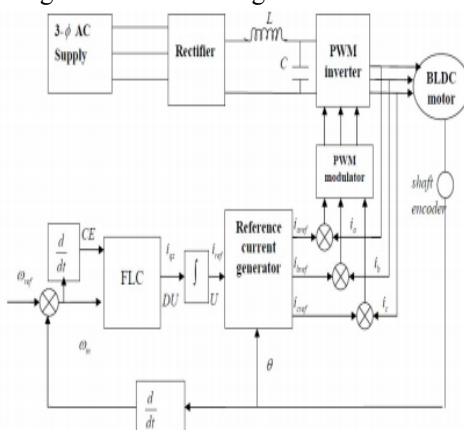 3-ϕ AC
Supply
Rectifier
L
C
PWM
inverter
BLDC
motor
PWM
modulator
shaft
encoder
d
dt
CE
FLC
i_qs
DU
∫
i_ref
U
Reference
current
generator
i_aref
i_bref
i_cref
i_a
i_b
i_c
ω_ref
ω_m
θ
d
dt